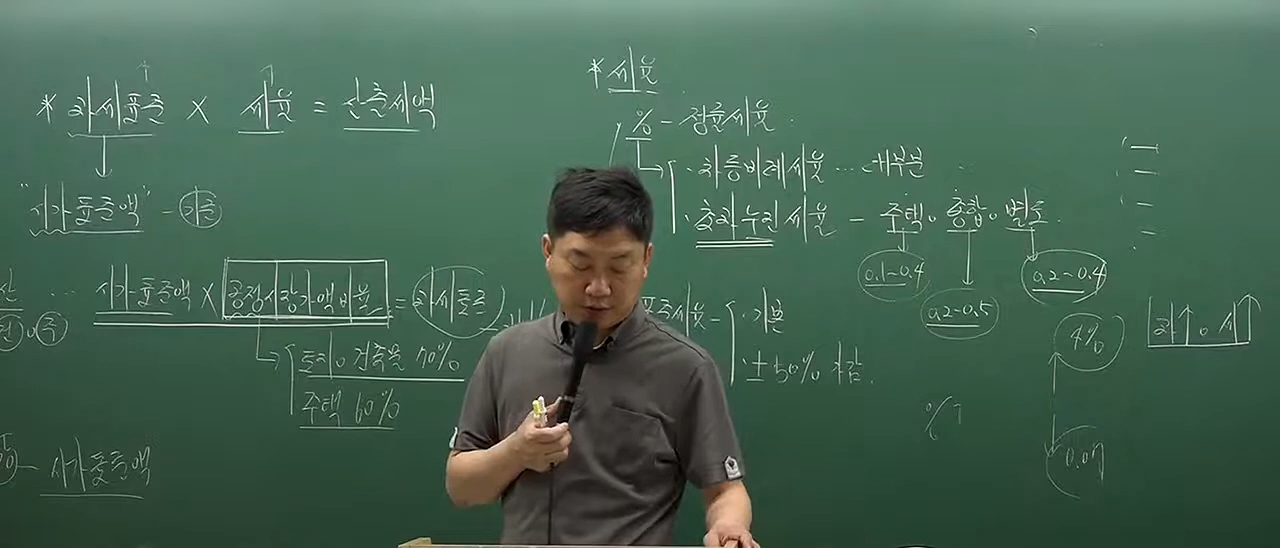 * 과세표준 × 세율 = 산출세액
"시가표준액" - 기준
시가표준액 × 공정시장가액비율 = 과세표준
토지。건축물 70%
주택 60%
시가표준액
* 세율
% - 정률세율.
· 차등비례세율 … 대부분
· 초과누진세율 - 주택。종합。별도.
0.1~0.4
0.2~0.5
0.2~0.4
표준세율 - · 기본
· ±50% 가감.
4%
0.07
과↑。세↑